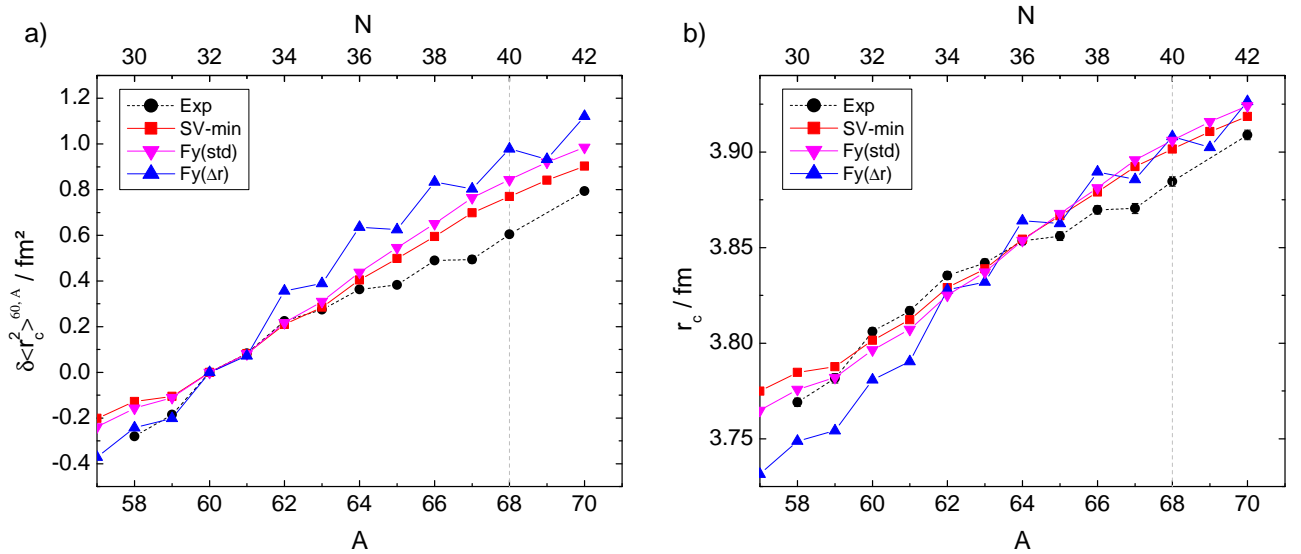 a)
N
30 32 34 36 38 40 42
1.2
1.0
0.8
0.6
0.4
0.2
0.0
-0.2
-0.4
δ<r_c^2>^60,A / fm²
Exp
SV-min
Fy(std)
Fy(Δr)
58 60 62 64 66 68 70
A
b)
N
30 32 34 36 38 40 42
3.90
3.85
3.80
3.75
r_c / fm
Exp
SV-min
Fy(std)
Fy(Δr)
58 60 62 64 66 68 70
A